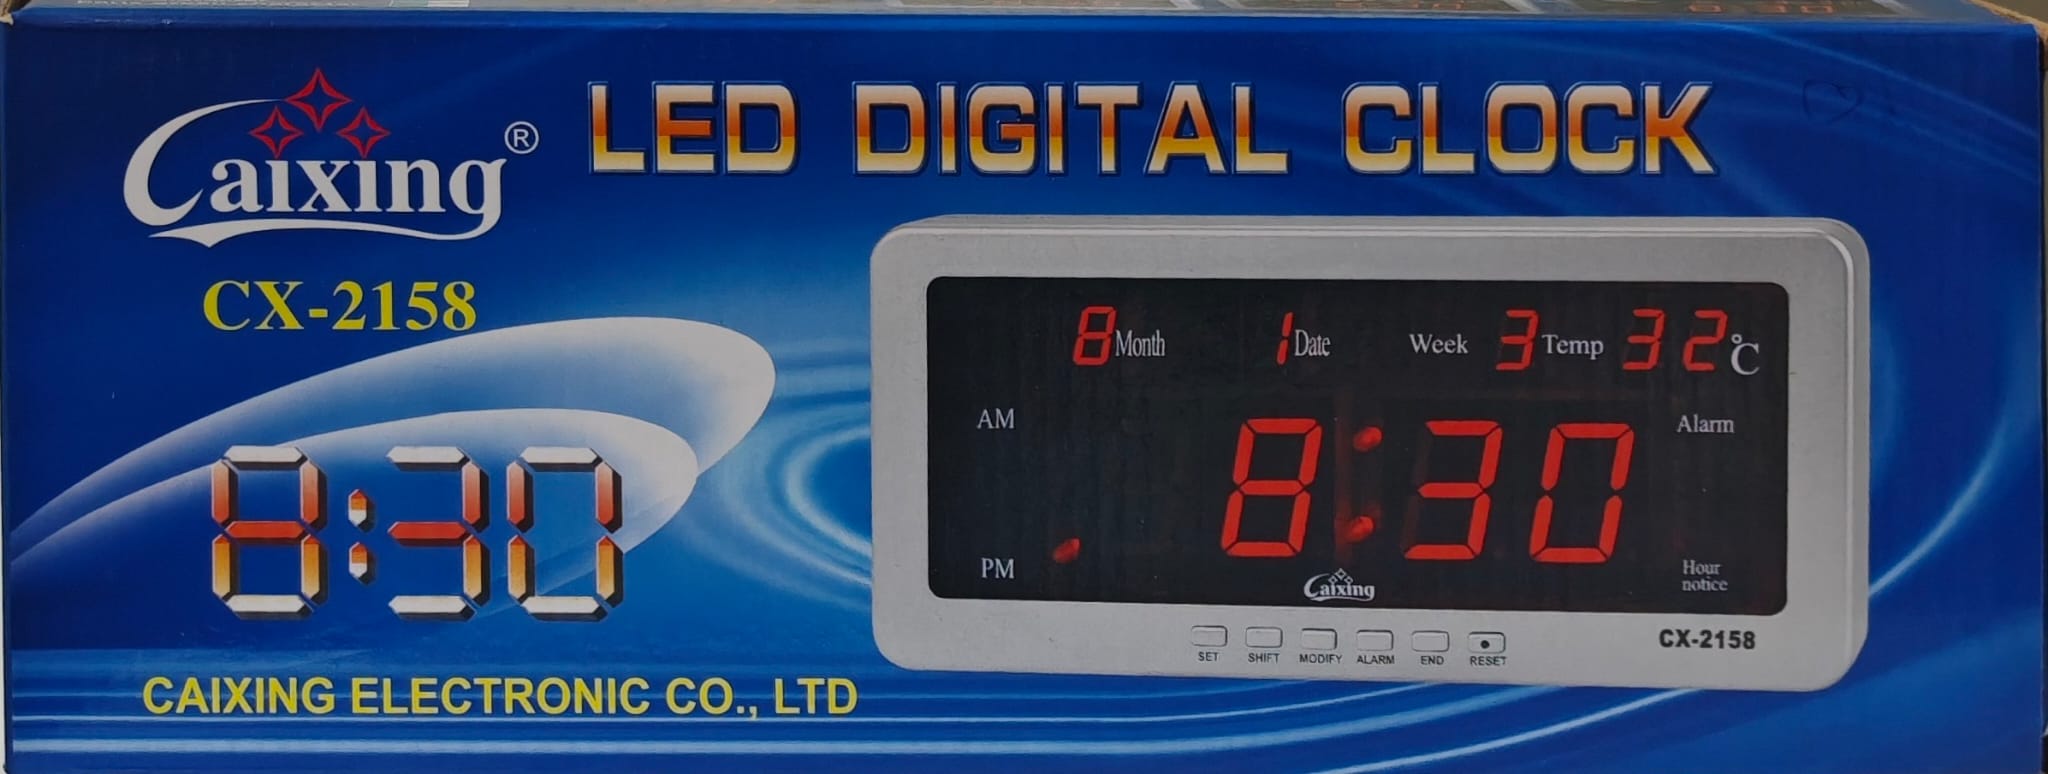 Caixing®
LED DIGITAL CLOCK
CX-2158
8:30
CAIXING ELECTRONIC CO., LTD
8 Month 1 Date Week 3 Temp 32 °C
AM
Alarm
8:30
PM
Hour
notice
Caixing
SET SHIFT MODIFY ALARM END RESET
CX-2158